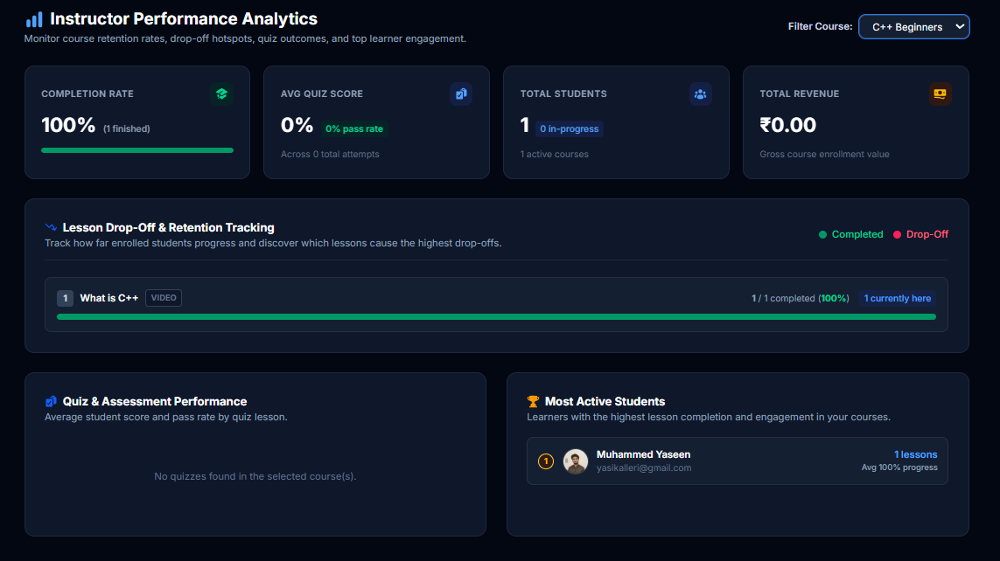 Instructor Performance Analytics
Monitor course retention rates, drop-off hotspots, quiz outcomes, and top learner engagement.
Filter Course: C++ Beginners
COMPLETION RATE
100% (1 finished)
AVG QUIZ SCORE
0% 0% pass rate
Across 0 total attempts
TOTAL STUDENTS
1 0 in-progress
1 active courses
TOTAL REVENUE
₹0.00
Gross course enrollment value
Lesson Drop-Off & Retention Tracking
Track how far enrolled students progress and discover which lessons cause the highest drop-offs.
Completed Drop-Off
1 What is C++ VIDEO 1 / 1 completed (100%) 1 currently here
Quiz & Assessment Performance
Average student score and pass rate by quiz lesson.
No quizzes found in the selected course(s).
Most Active Students
Learners with the highest lesson completion and engagement in your courses.
1 Muhammed Yaseen 1 lessons
yasikalleri@gmail.com Avg 100% progress